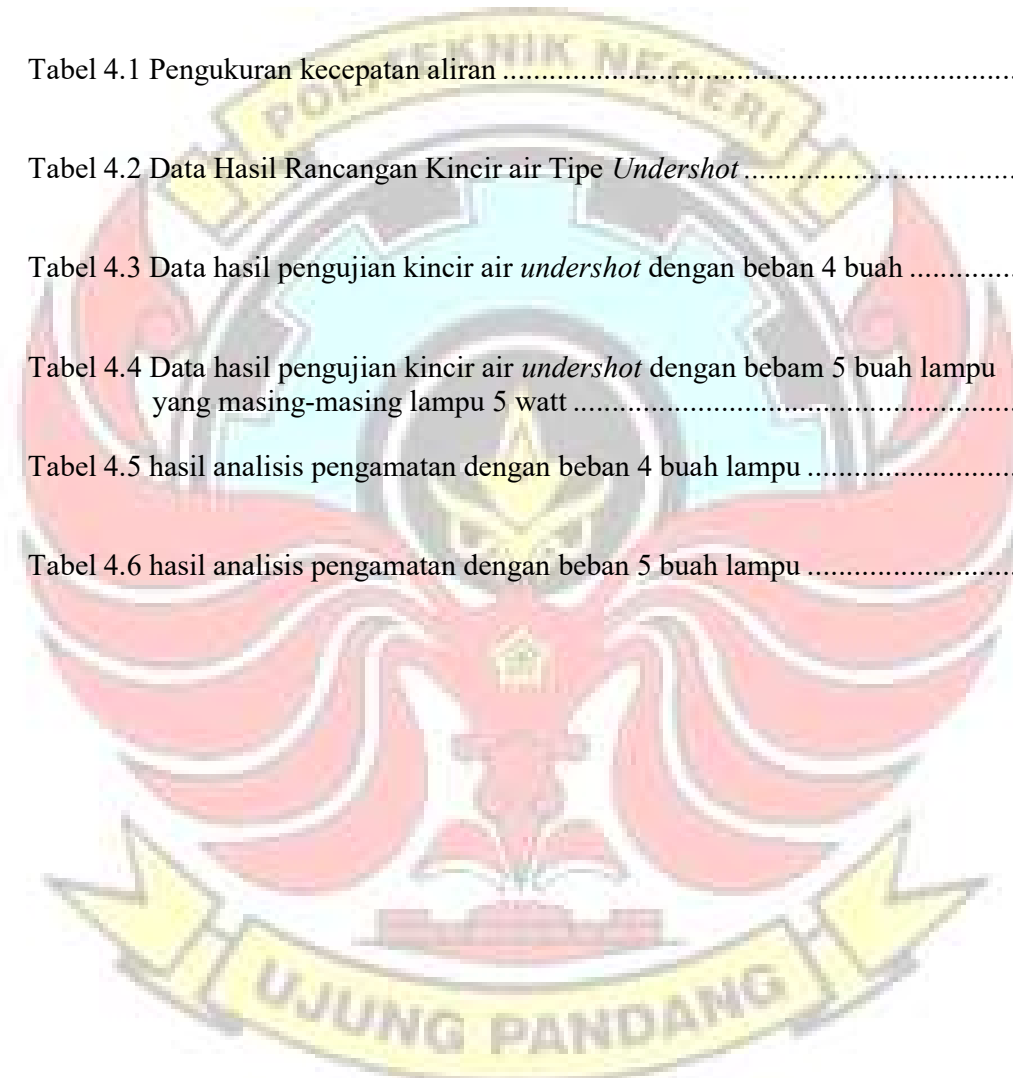 POLITEKNIK NEGERI
Tabel 4.1 Pengukuran kecepatan aliran ................................................................
Tabel 4.2 Data Hasil Rancangan Kincir air Tipe Undershot ..................................
Tabel 4.3 Data hasil pengujian kincir air undershot dengan beban 4 buah .............
Tabel 4.4 Data hasil pengujian kincir air undershot dengan bebam 5 buah lampu
yang masing-masing lampu 5 watt ........................................................
Tabel 4.5 hasil analisis pengamatan dengan beban 4 buah lampu ..........................
Tabel 4.6 hasil analisis pengamatan dengan beban 5 buah lampu ..........................
UJUNG PANDANG